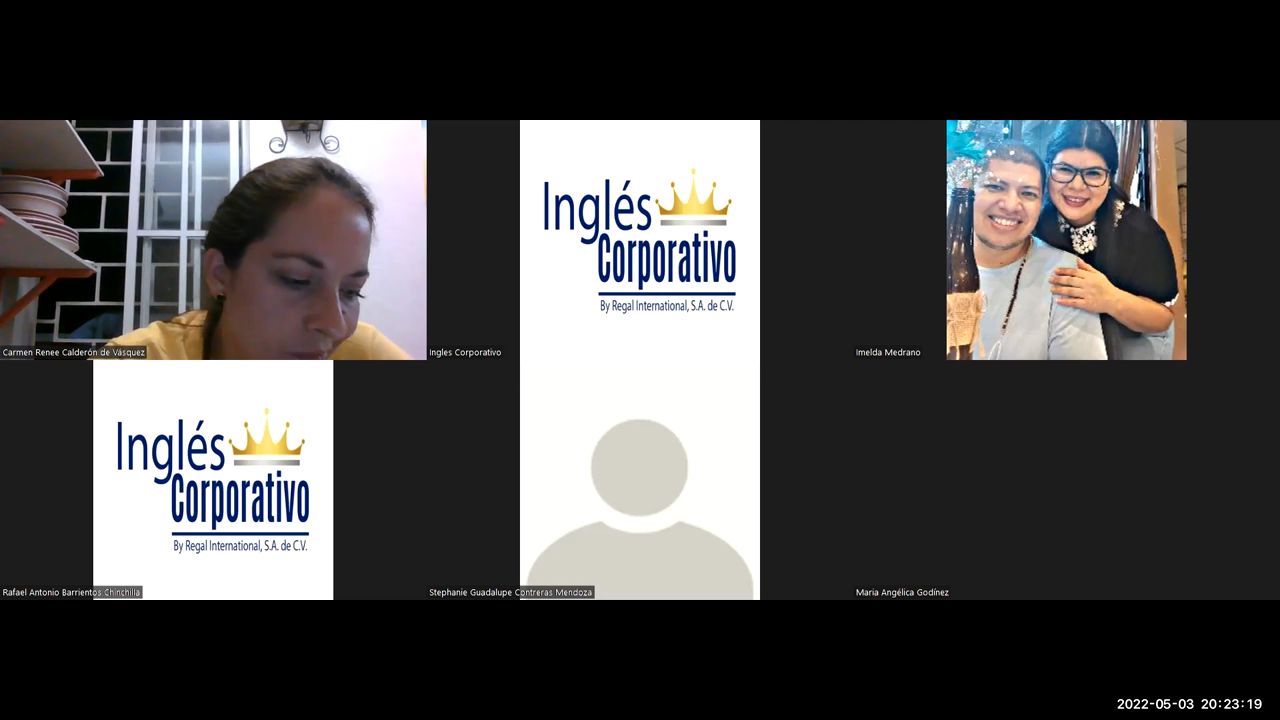 Inglés
Corporativo
By Regal International, S.A. de C.V.
Carmen Renee Calderón de Vásquez
Ingles Corporativo
Imelda Medrano
Inglés
Corporativo
By Regal International, S.A. de C.V.
Rafael Antonio Barrientos Chinchilla
Stephanie Guadalupe Contreras Mendoza
Maria Angélica Godínez
2022-05-03 20:23:19